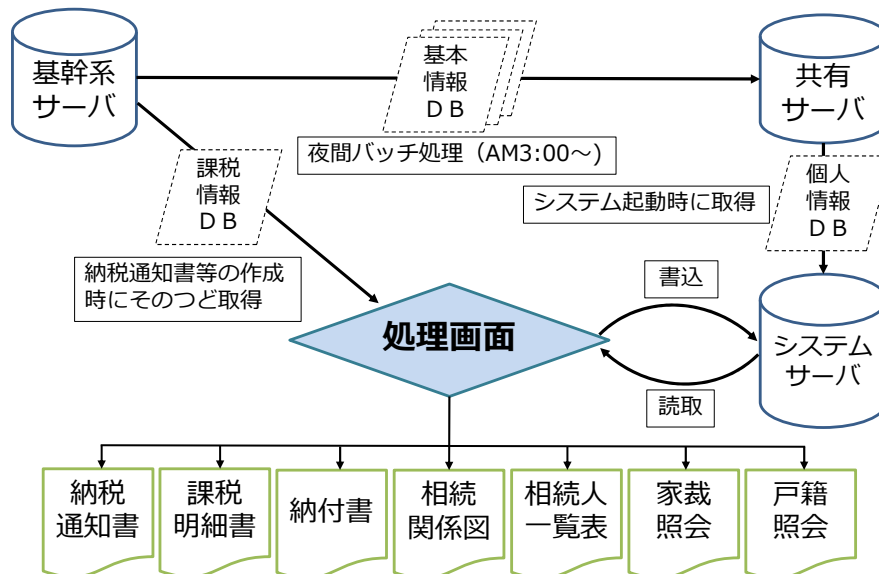 基幹系
サーバ
基本
情報
ＤＢ
共有
サーバ
夜間バッチ処理（AM3:00～)
課税
情報
ＤＢ
システム起動時に取得
個人
情報
ＤＢ
納税通知書等の作成
時にそのつど取得
書込
処理画面
システム
サーバ
読取
納税
通知書
課税
明細書
納付書
相続
関係図
相続人
一覧表
家裁
照会
戸籍
照会